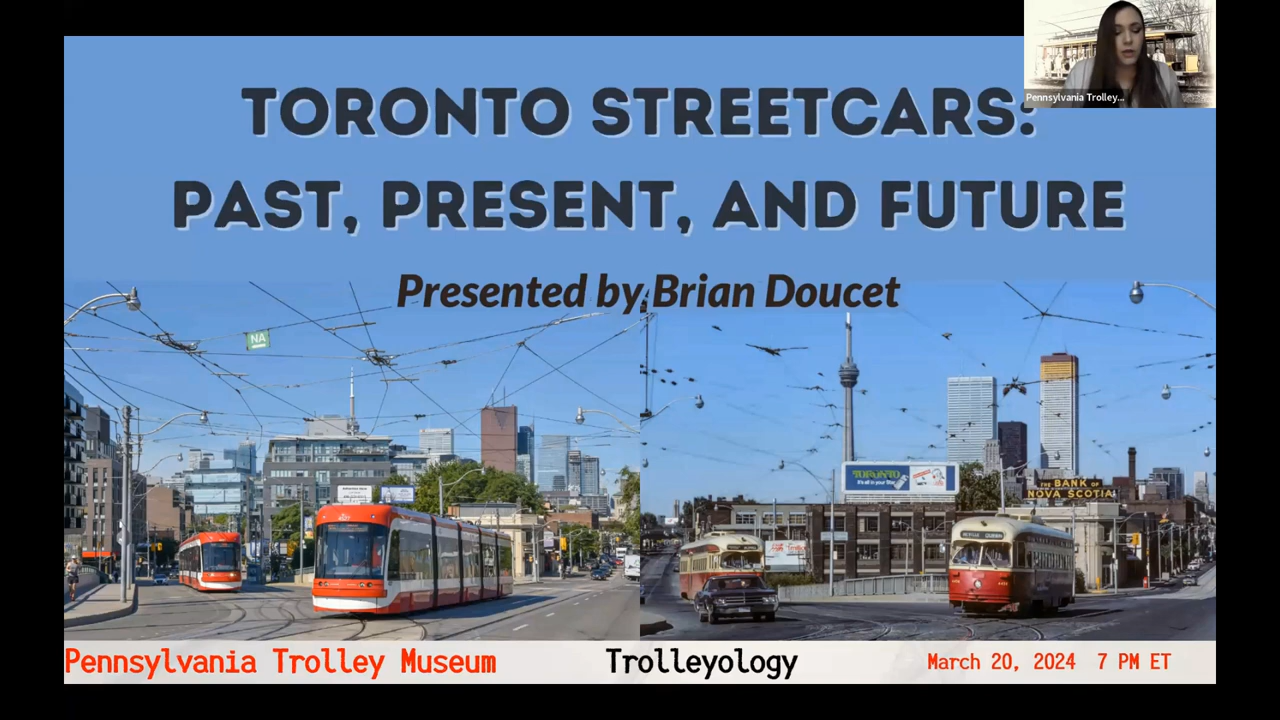 TORONTO STREETCARS:
PAST, PRESENT, AND FUTURE
Presented by Brian Doucet
Pennsylvania Trolley...
NA
TORONTO
THE BANK OF
NOVA SCOTIA
Pennsylvania Trolley Museum
Trolleyology
March 20, 2024 7 PM ET